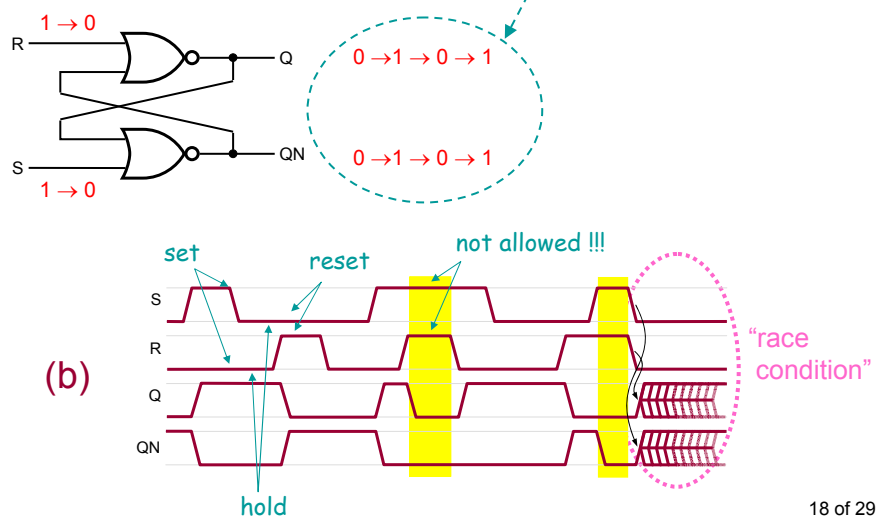 1 → 0
R
Q
0 →1 → 0 → 1
S
QN
0 →1 → 0 → 1
1 → 0
not allowed !!!
set
reset
S
R
"race
condition"
(b)
Q
QN
hold
18 of 29